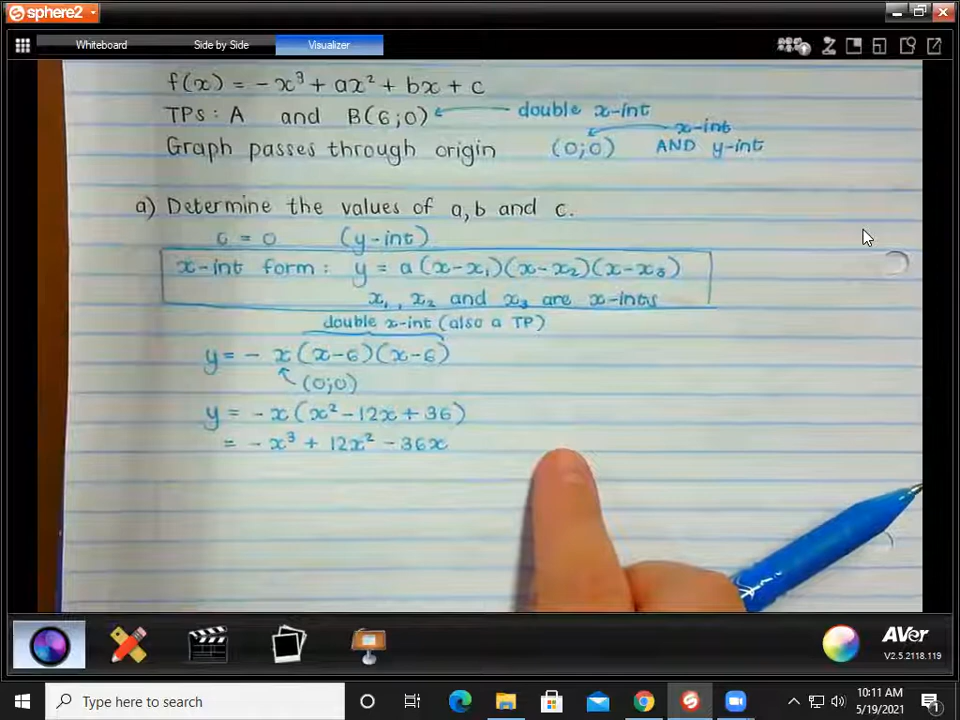 sphere2
Whiteboard Side by Side Visualizer
f(x) = -x³ + ax² + bx + c
TPs: A and B(6;0) double x-int
x-int
Graph passes through origin (0;0) AND y-int
a) Determine the values of a, b and c.
c = 0 (y-int)
x-int form: y = a(x-x₁)(x-x₂)(x-x₃)
x₁, x₂ and x₃ are x-ints
double x-int (also a TP)
y = -x(x-6)(x-6)
(0;0)
y = -x(x² - 12x + 36)
= -x³ + 12x² - 36x
AVer
V2.5.2118.119
Type here to search
10:11 AM
5/19/2021
1